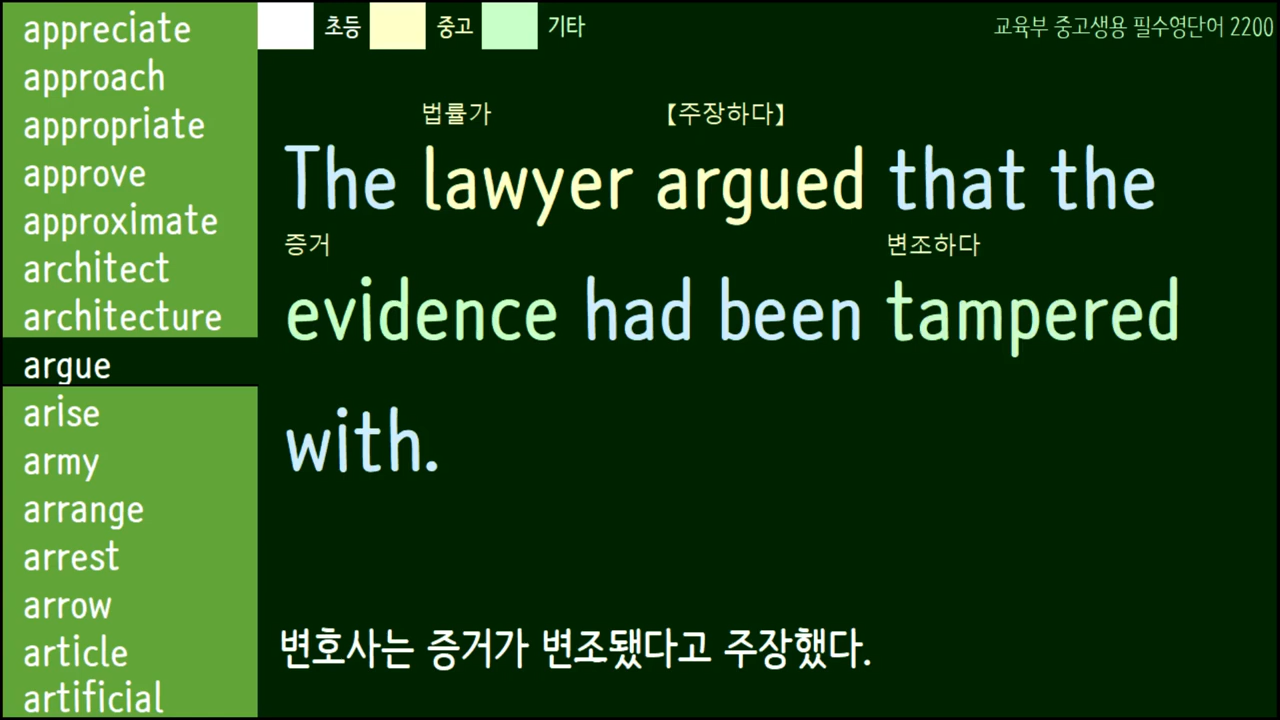 appreciate
approach
appropriate
approve
approximate
architect
architecture
argue
arise
army
arrange
arrest
arrow
article
artificial
초등 중고 기타
교육부 중고생용 필수영단어 2200
법률가 【주장하다】
The lawyer argued that the
증거 변조하다
evidence had been tampered
with.
변호사는 증거가 변조됐다고 주장했다.